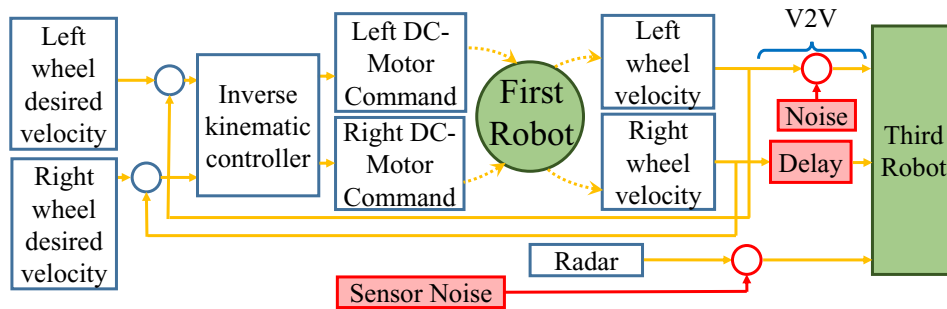 Left
wheel
desired
velocity
Right
wheel
desired
velocity
Inverse
kinematic
controller
Left DC-
Motor
Command
Right DC-
Motor
Command
First
Robot
Left
wheel
velocity
Right
wheel
velocity
V2V
Noise
Delay
Third
Robot
Radar
Sensor Noise